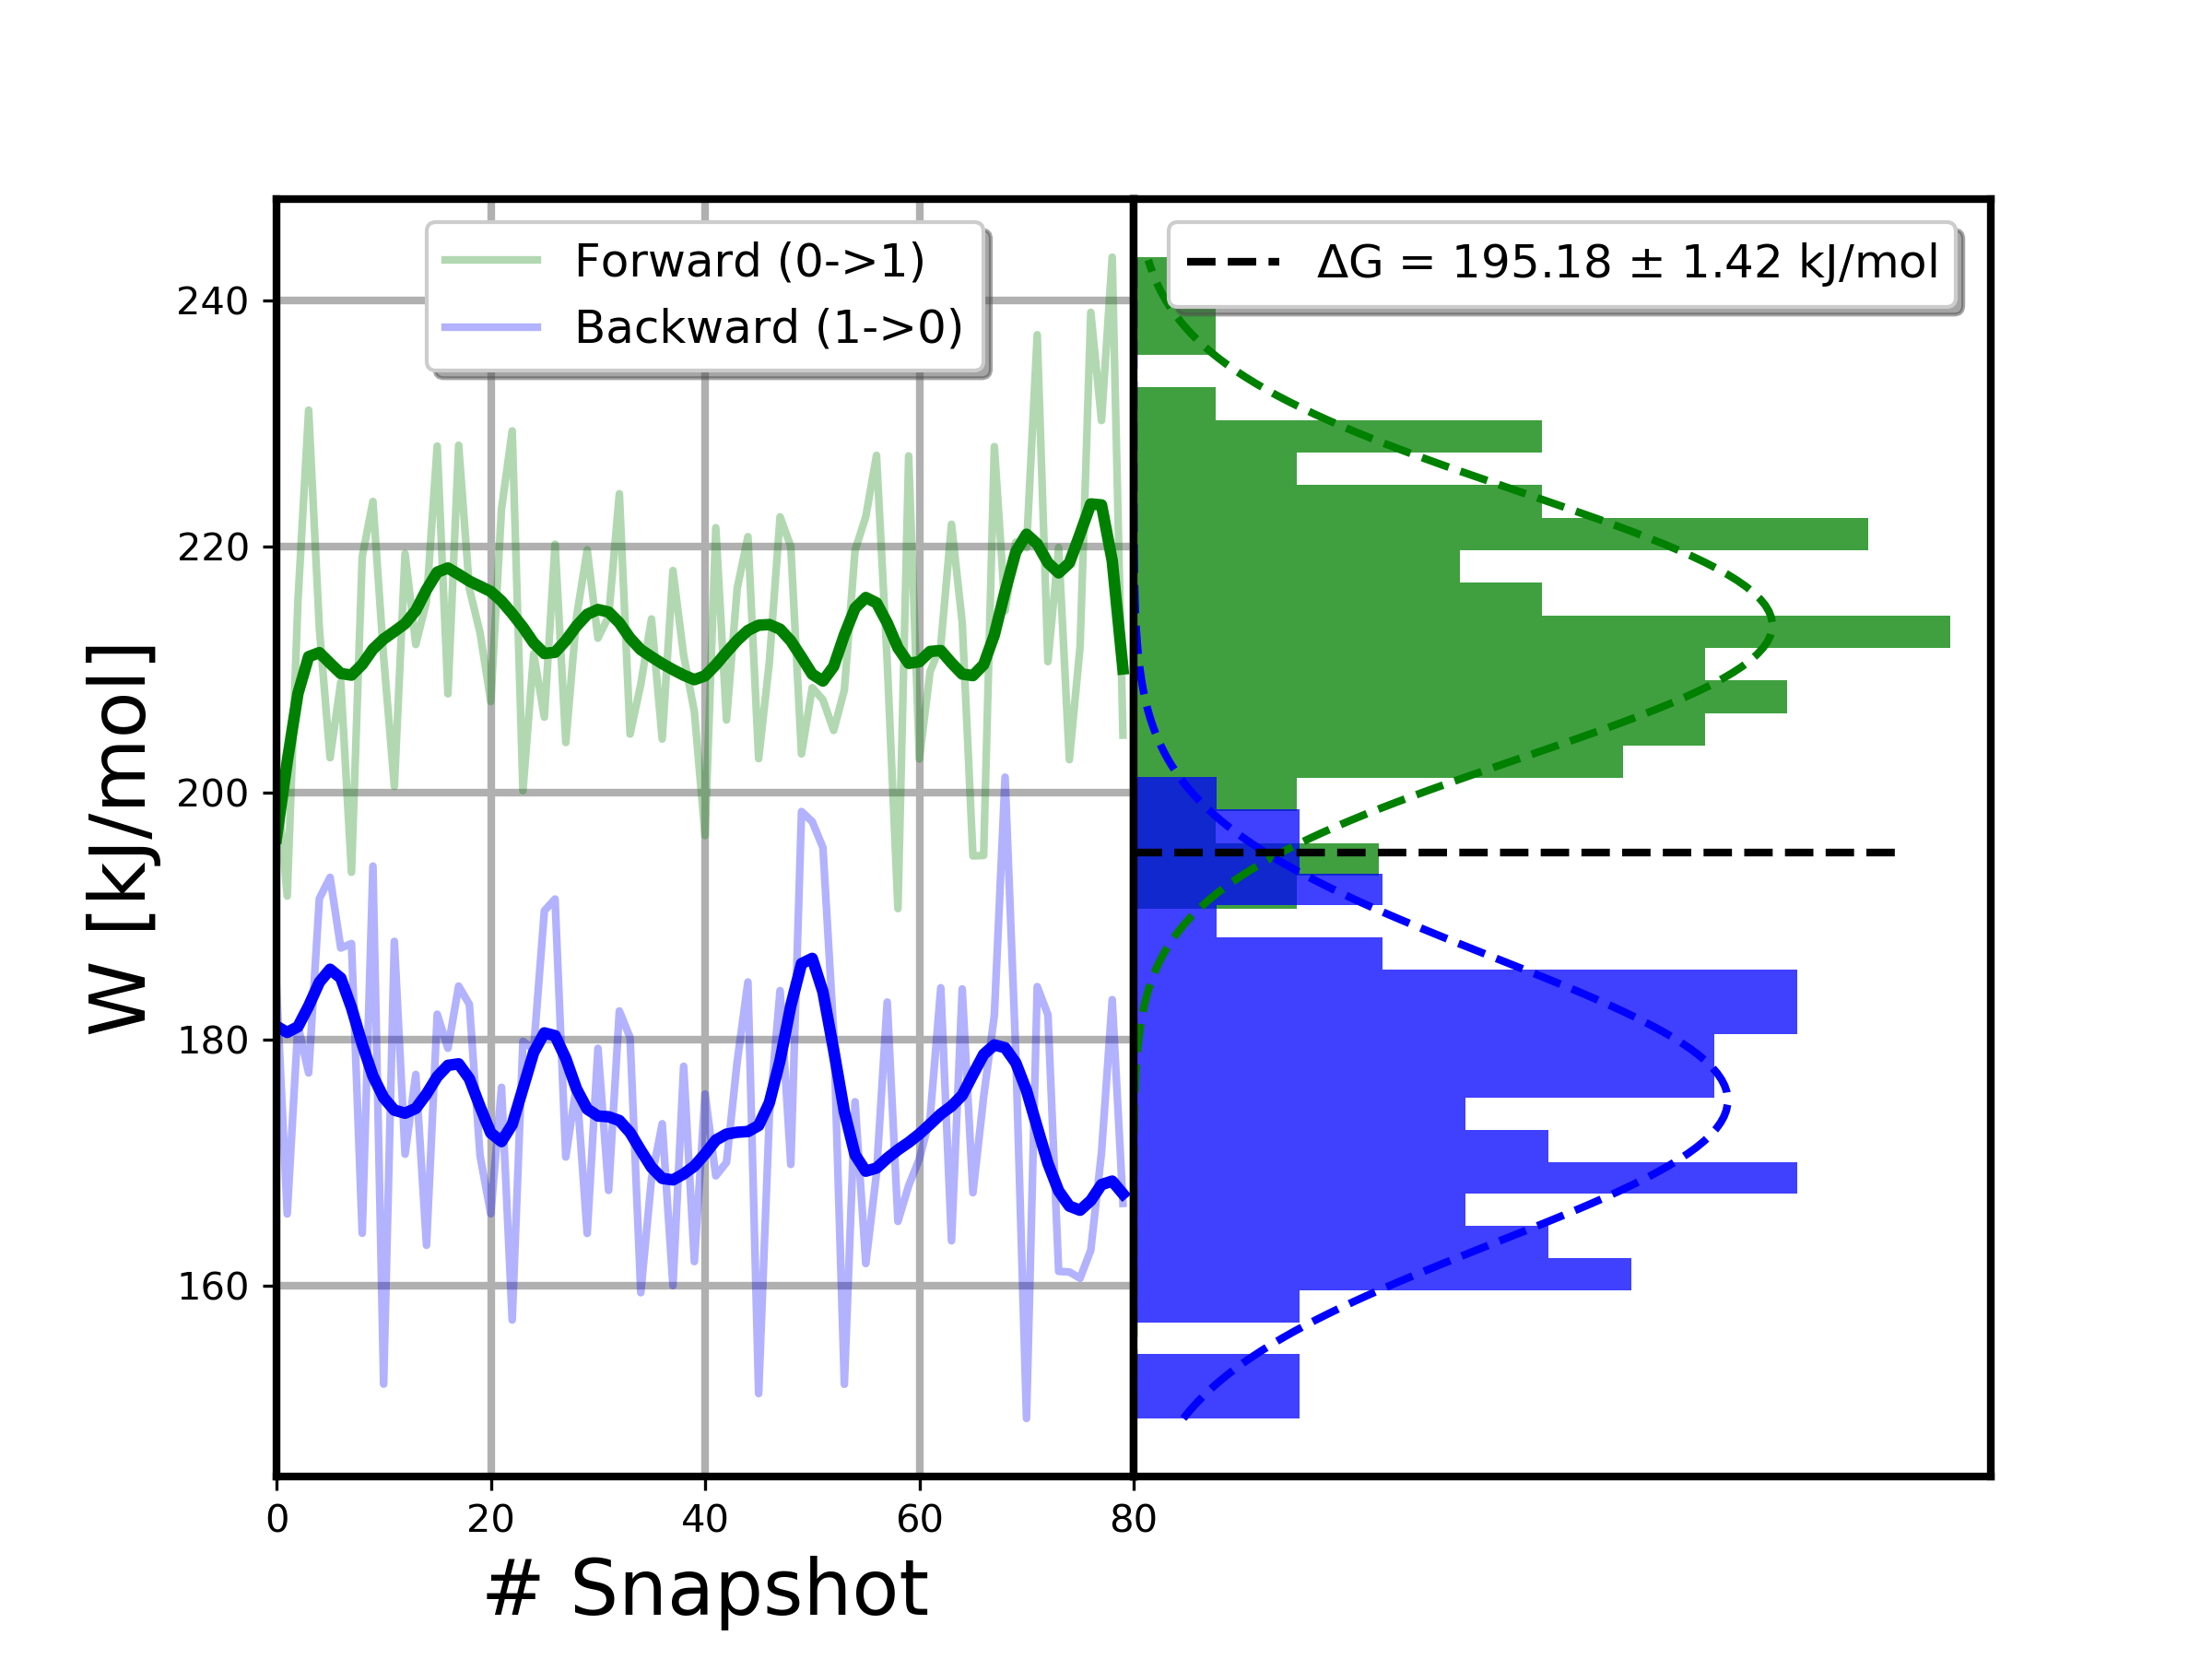 Forward (0->1)
Backward (1->0)
ΔG = 195.18 ± 1.42 kJ/mol
240
220
200
180
160
W [kJ/mol]
0 20 40 60 80
# Snapshot